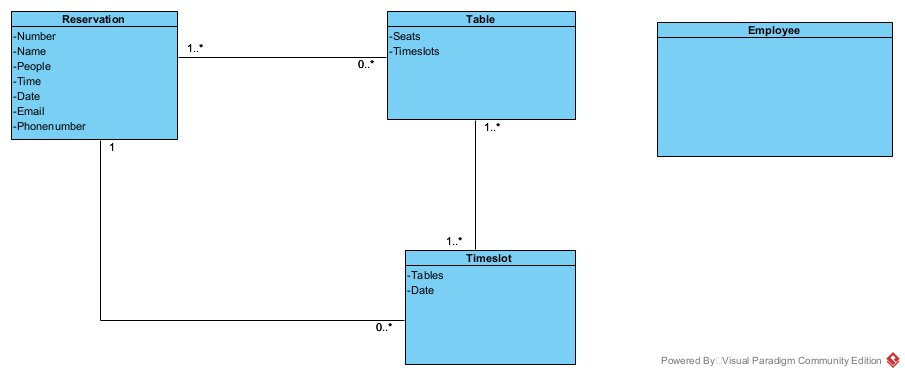 Reservation
-Number
-Name
-People
-Time
-Date
-Email
-Phonenumber
1..*
0..*
Table
-Seats
-Timeslots
Employee
1
1..*
1..*
0..*
Timeslot
-Tables
-Date
Powered By Visual Paradigm Community Edition